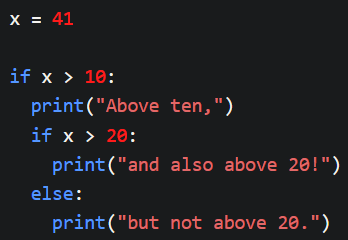 x = 41

if x > 10:
  print("Above ten,")
  if x > 20:
    print("and also above 20!")
  else:
    print("but not above 20.")